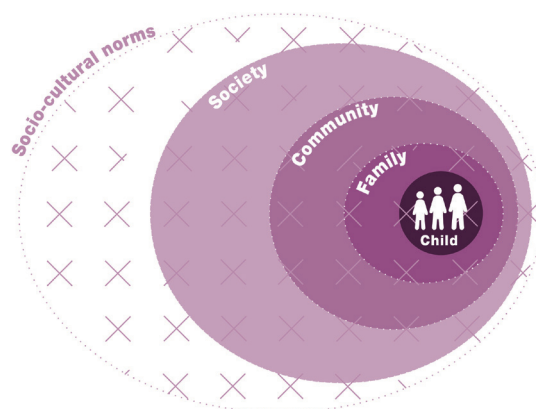 Socio-cultural norms
Society
Community
Family
Child